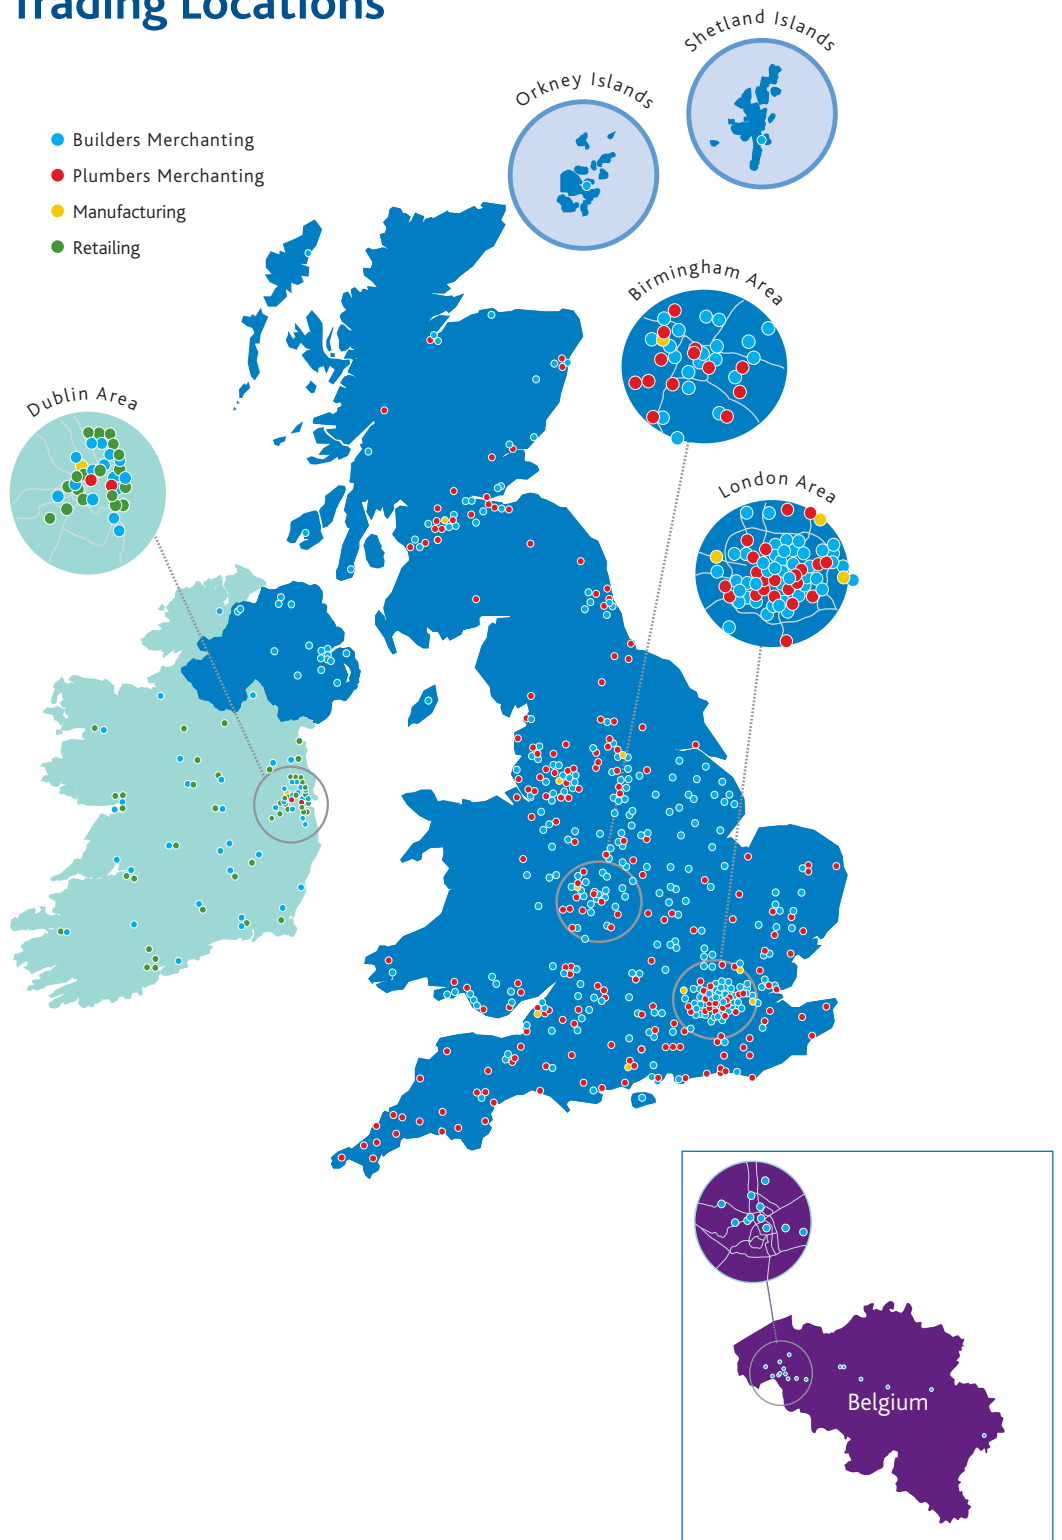 Trading Locations
Shetland Islands
Orkney Islands
Builders Merchanting
Plumbers Merchanting
Manufacturing
Retailing
Birmingham Area
Dublin Area
London Area
Belgium